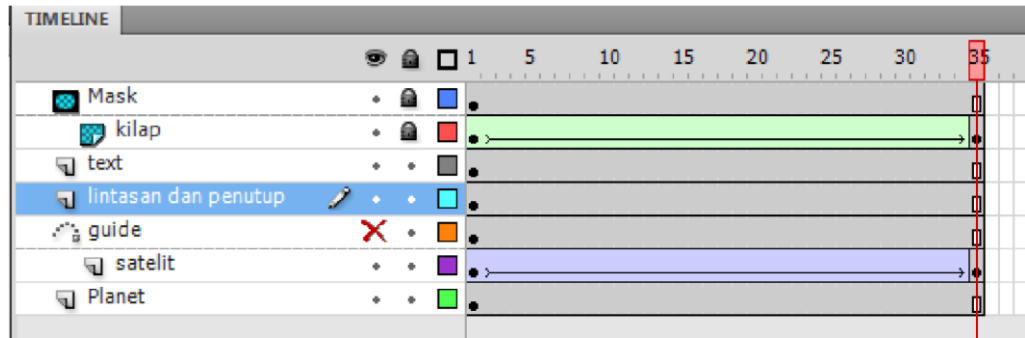 TIMELINE
1 5 10 15 20 25 30 35
Mask
kilap
text
lintasan dan penutup
guide
satelit
Planet